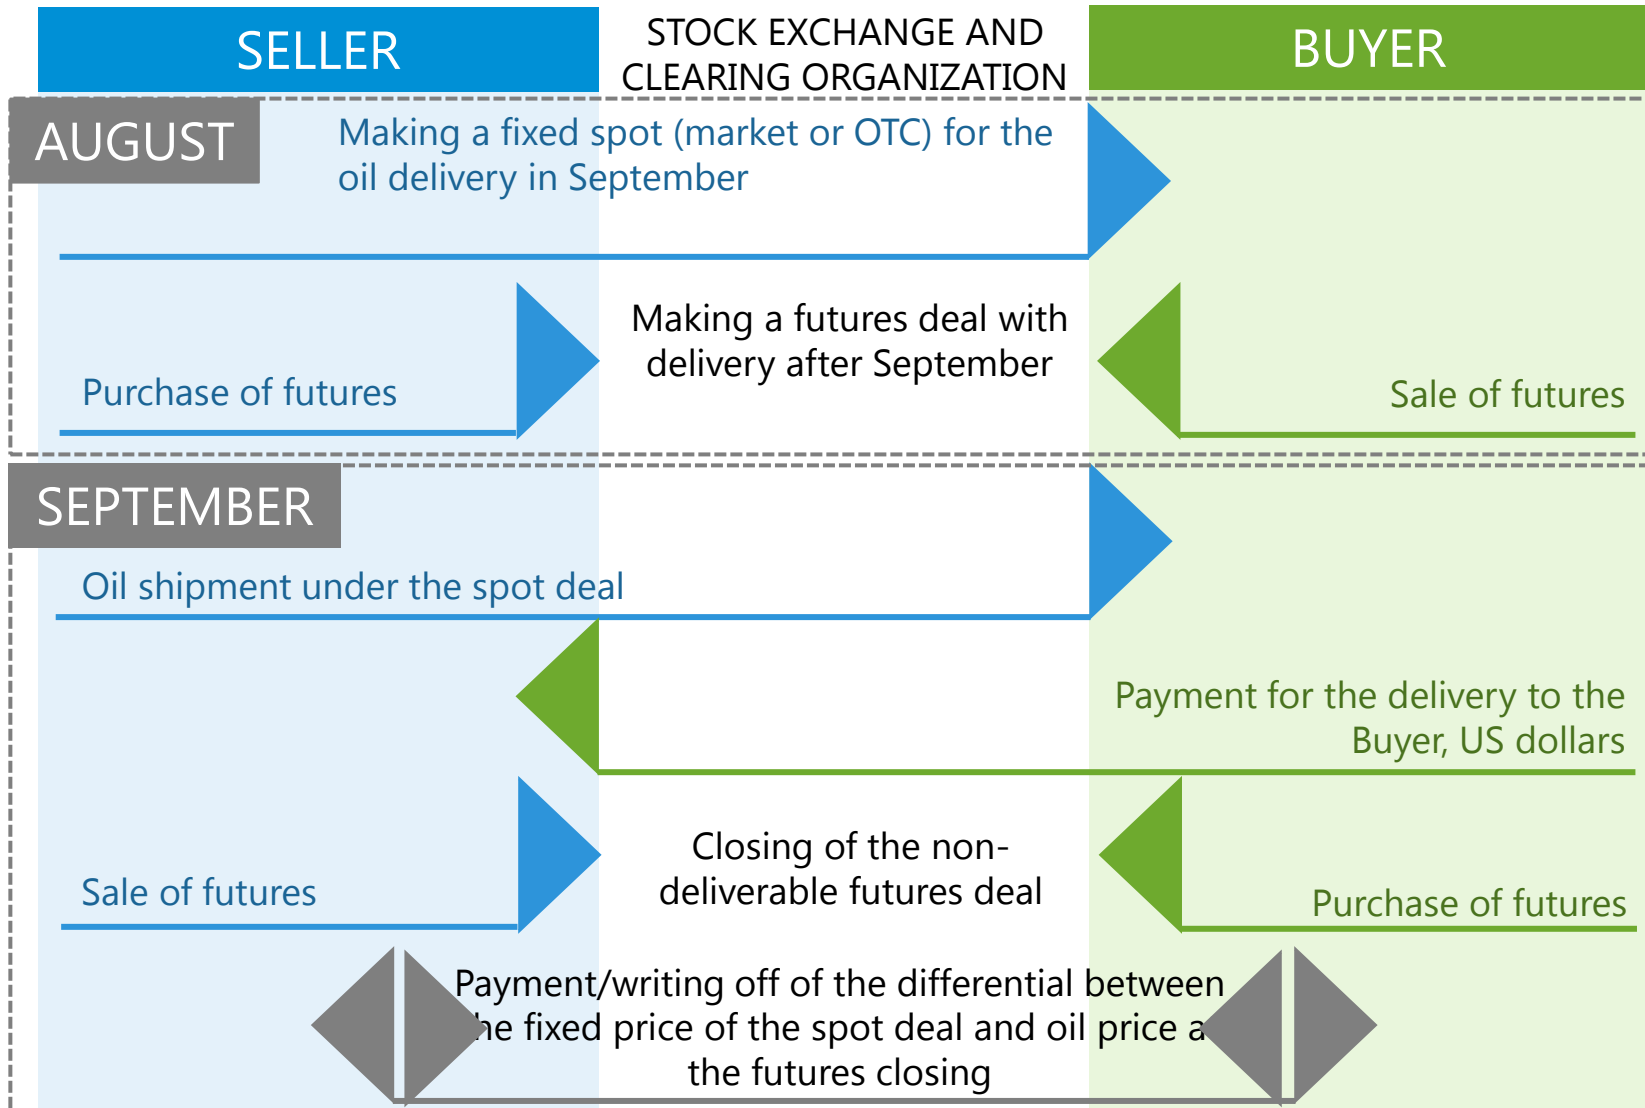 SELLER
STOCK EXCHANGE AND
CLEARING ORGANIZATION
BUYER
AUGUST
Making a fixed spot (market or OTC) for the
oil delivery in September
Making a futures deal with
delivery after September
Purchase of futures
Sale of futures
SEPTEMBER
Oil shipment under the spot deal
Payment for the delivery to the
Buyer, US dollars
Closing of the non-
deliverable futures deal
Sale of futures
Purchase of futures
Payment/writing off of the differential between
fixed price of the spot deal and oil price
the futures closing